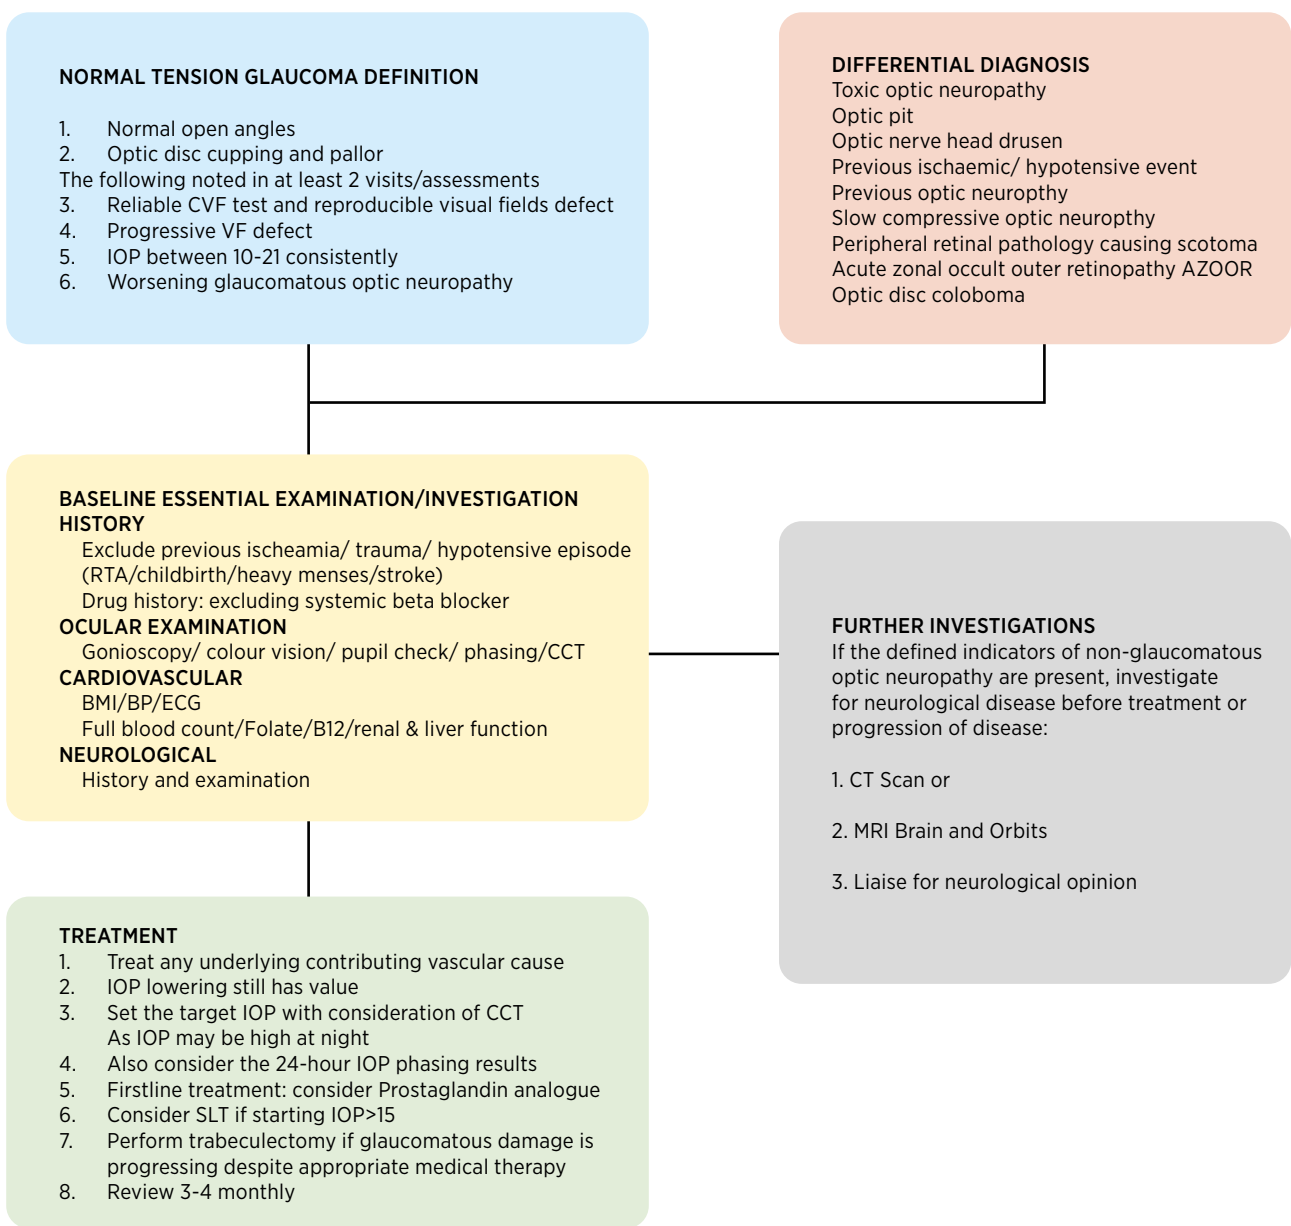 NORMAL TENSION GLAUCOMA DEFINITION
1. Normal open angles
2. Optic disc cupping and pallor
The following noted in at least 2 visits/assessments
3. Reliable CVF test and reproducible visual fields defect
4. Progressive VF defect
5. IOP between 10-21 consistently
6. Worsening glaucomatous optic neuropathy
DIFFERENTIAL DIAGNOSIS
Toxic optic neuropathy
Optic pit
Optic nerve head drusen
Previous ischaemic/ hypotensive event
Previous optic neuropthy
Slow compressive optic neuropthy
Peripheral retinal pathology causing scotoma
Acute zonal occult outer retinopathy AZOOR
Optic disc coloboma
BASELINE ESSENTIAL EXAMINATION/INVESTIGATION
HISTORY
Exclude previous ischeamia/ trauma/ hypotensive episode
(RTA/childbirth/heavy menses/stroke)
Drug history: excluding systemic beta blocker
OCULAR EXAMINATION
Gonioscopy/ colour vision/ pupil check/ phasing/CCT
CARDIOVASCULAR
BMI/BP/ECG
Full blood count/Folate/B12/renal & liver function
NEUROLOGICAL
History and examination
FURTHER INVESTIGATIONS
If the defined indicators of non-glaucomatous
optic neuropathy are present, investigate
for neurological disease before treatment or
progression of disease:
1. CT Scan or
2. MRI Brain and Orbits
3. Liaise for neurological opinion
TREATMENT
1. Treat any underlying contributing vascular cause
2. IOP lowering still has value
3. Set the target IOP with consideration of CCT
As IOP may be high at night
4. Also consider the 24-hour IOP phasing results
5. Firstline treatment: consider Prostaglandin analogue
6. Consider SLT if starting IOP>15
7. Perform trabeculectomy if glaucomatous damage is
progressing despite appropriate medical therapy
8. Review 3-4 monthly